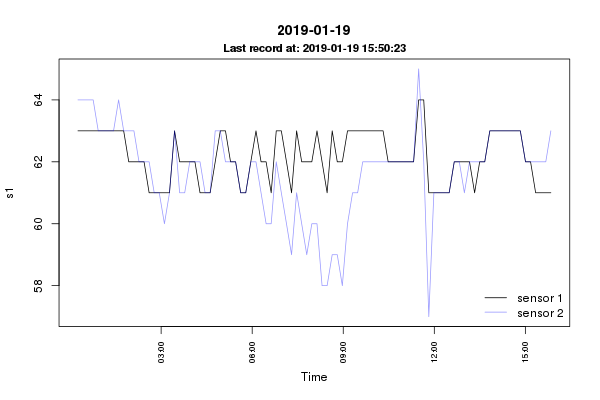 2019-01-19
Last record at: 2019-01-19 15:50:23
64
62
60
58
s1
sensor 1
sensor 2
03:00
06:00
09:00
12:00
15:00
Time